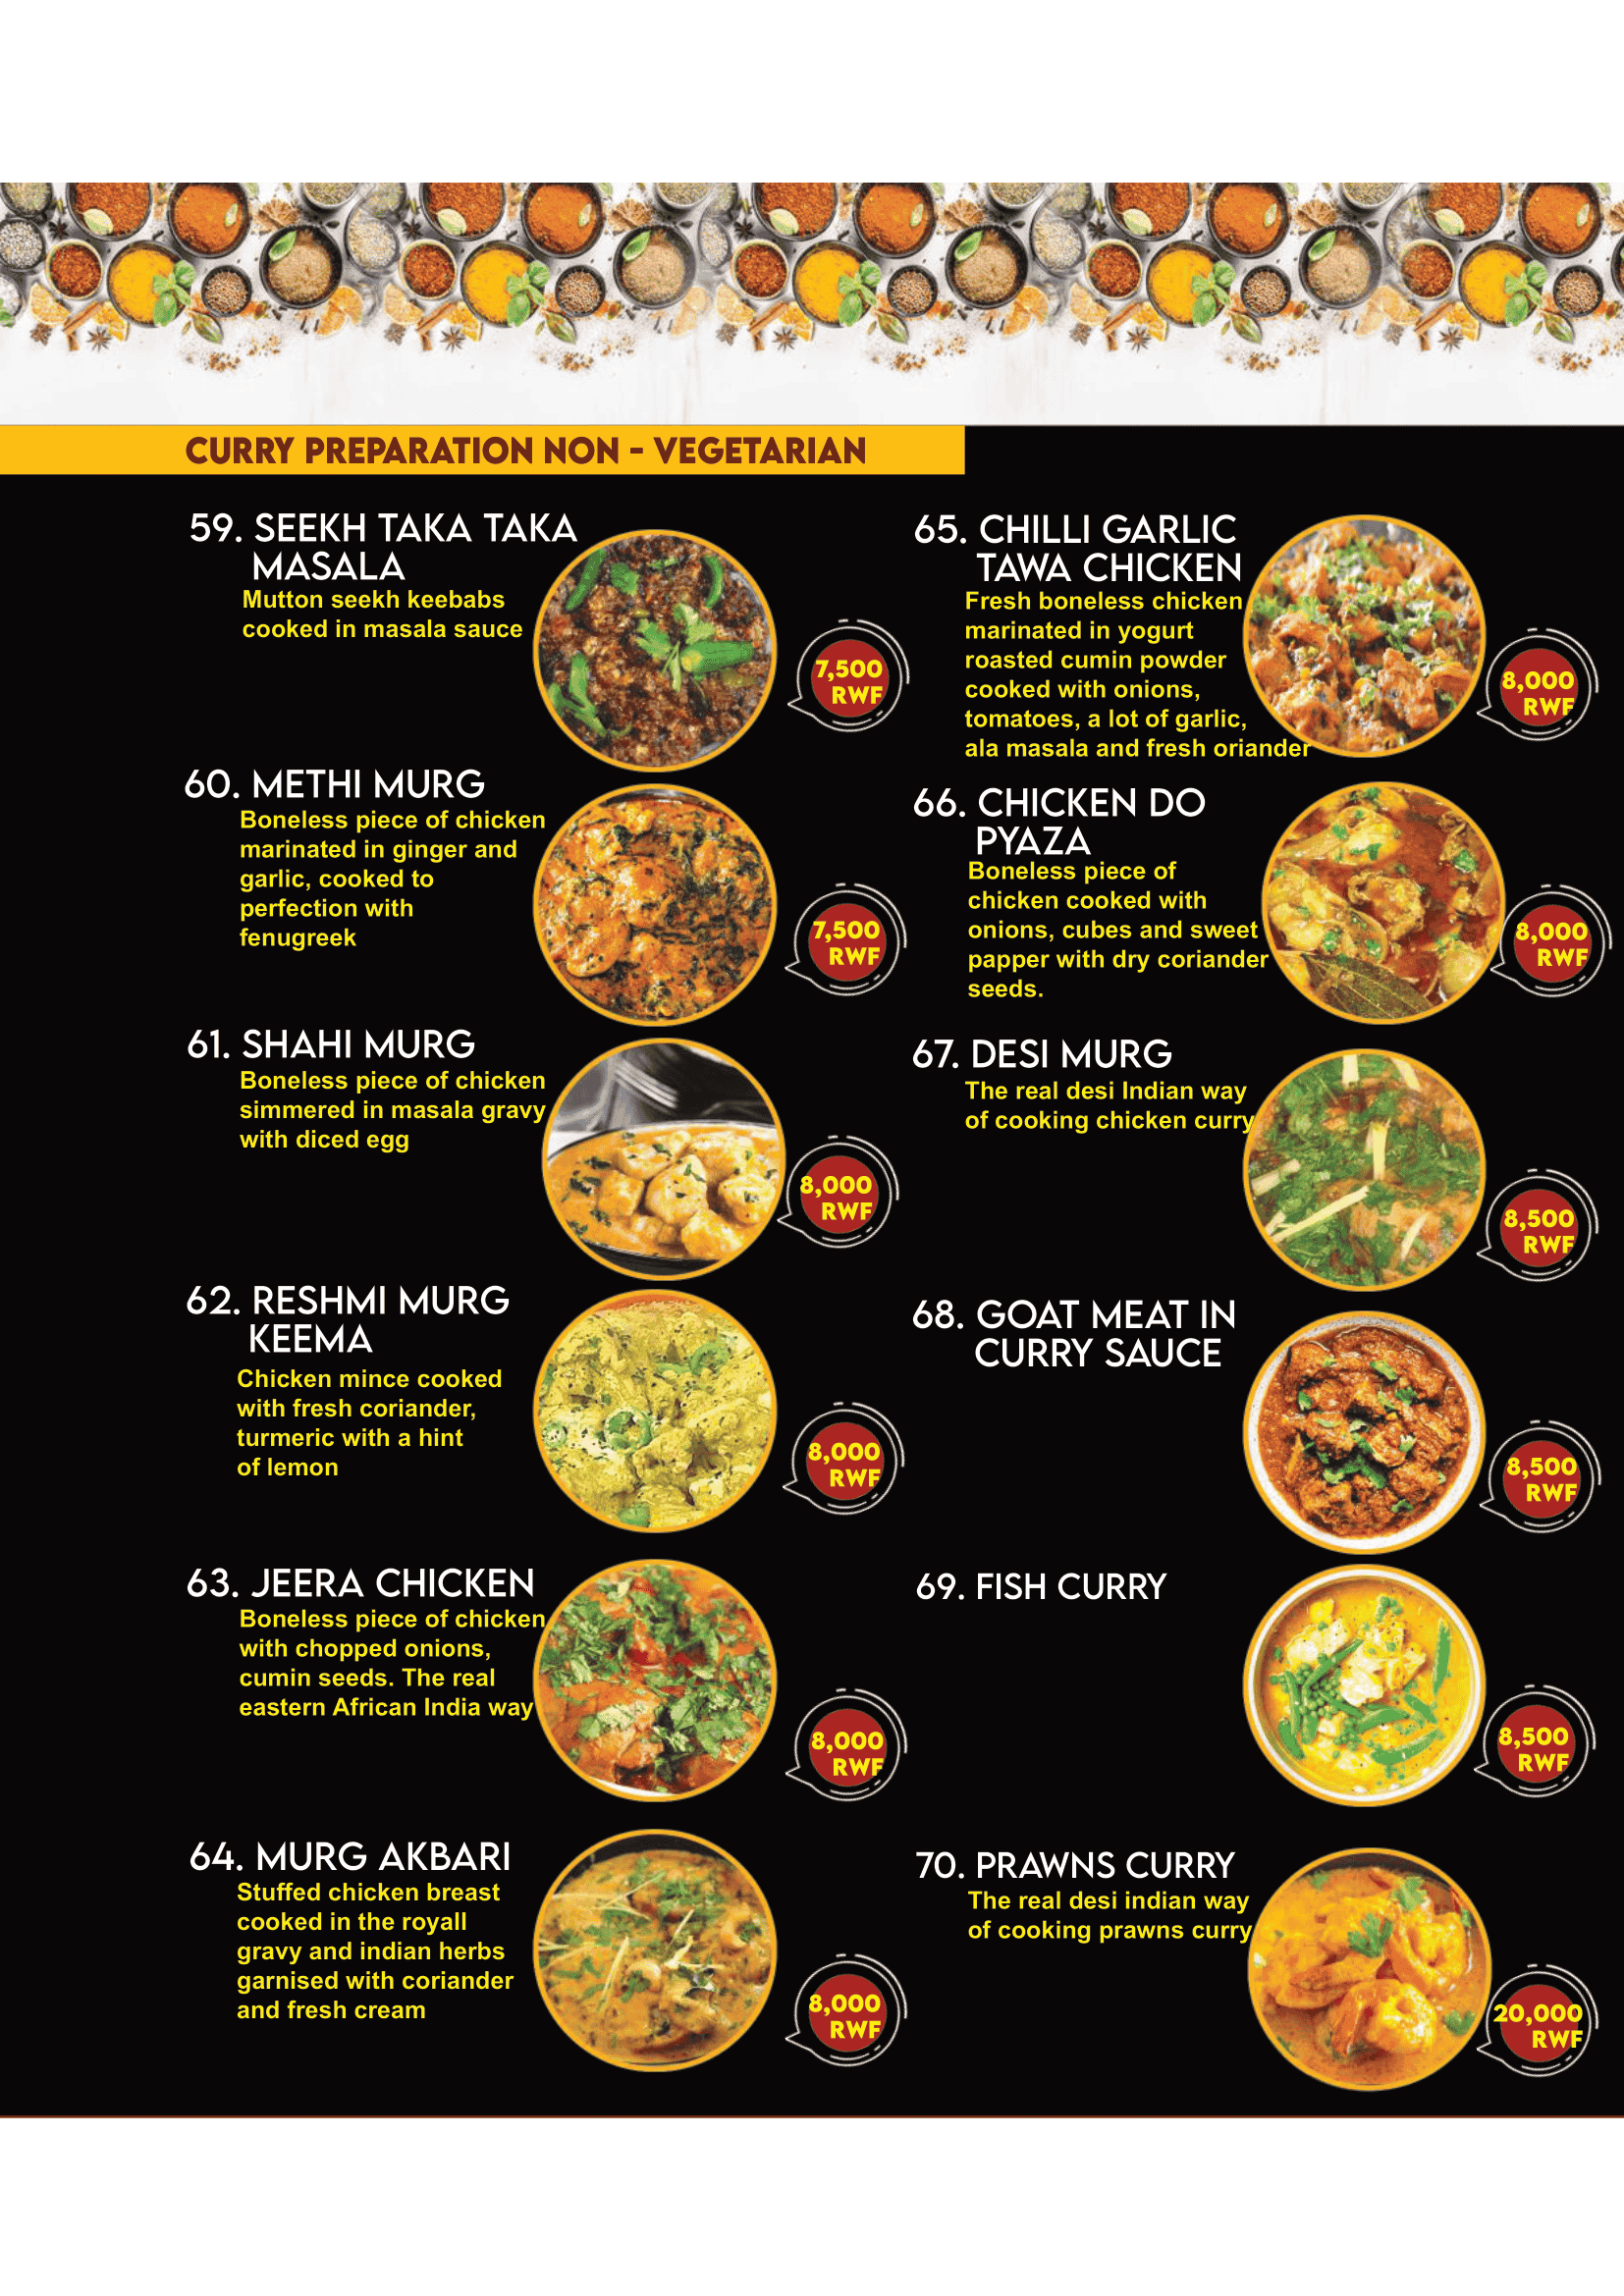 CURRY PREPARATION NON - VEGETARIAN
59. SEEKH TAKA TAKA
MASALA
Mutton seekh keebabs
cooked in masala sauce
7,500
RWF
60. METHI MURG
Boneless piece of chicken
marinated in ginger and
garlic, cooked to
perfection with
fenugreek
7,500
RWF
61. SHAHI MURG
Boneless piece of chicken
simmered in masala gravy
with diced egg
8,000
RWF
62. RESHMI MURG
KEEMA
Chicken mince cooked
with fresh coriander,
turmeric with a hint
of lemon
8,000
RWF
63. JEERA CHICKEN
Boneless piece of chicken
with chopped onions,
cumin seeds. The real
eastern African India way
8,000
RWF
64. MURG AKBARI
Stuffed chicken breast
cooked in the royall
gravy and indian herbs
garnised with coriander
and fresh cream
8,000
RWF
65. CHILLI GARLIC
TAWA CHICKEN
Fresh boneless chicken
marinated in yogurt
roasted cumin powder
cooked with onions,
tomatoes, a lot of garlic,
ala masala and fresh oriander
8,000
RWF
66. CHICKEN DO
PYAZA
Boneless piece of
chicken cooked with
onions, cubes and sweet
papper with dry coriander
seeds.
8,000
RWF
67. DESI MURG
The real desi Indian way
of cooking chicken curry
8,500
RWF
68. GOAT MEAT IN
CURRY SAUCE
8,500
RWF
69. FISH CURRY
8,500
RWF
70. PRAWNS CURRY
The real desi indian way
of cooking prawns curry
20,000
RWF